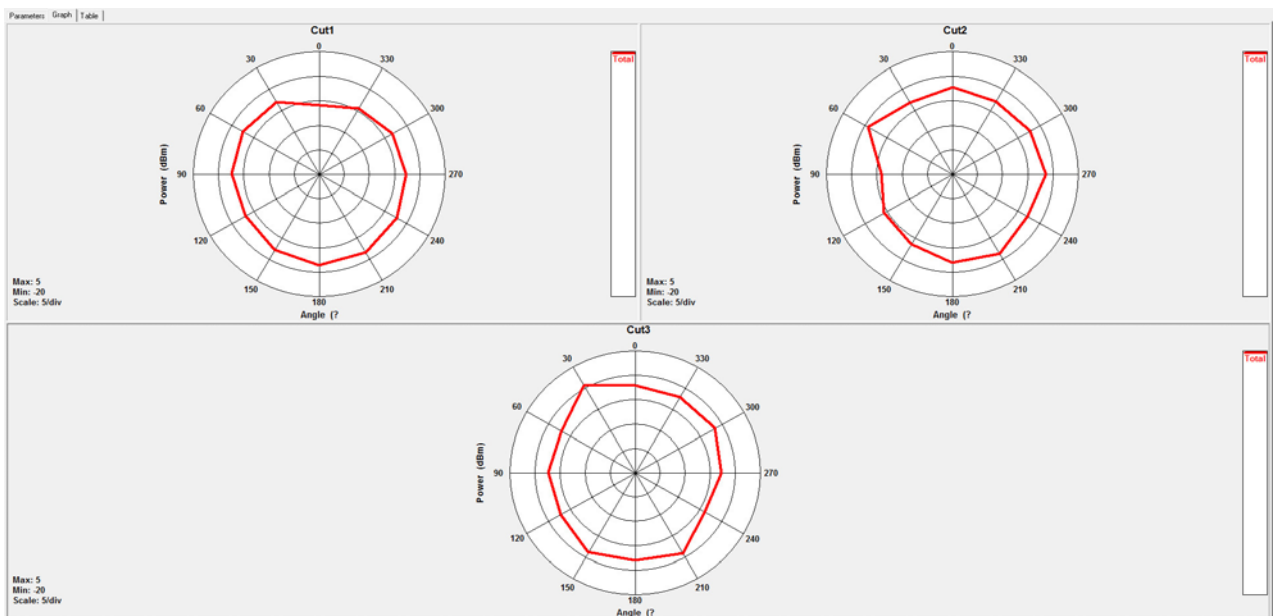 Parameters Graph Table
Cut1
Total
0
30
330
60
300
Power (dBm)
90
270
120
240
150
210
180
Max: 5
Min: -20
Scale: 5/div
Angle (?
Cut2
Total
0
30
330
60
300
Power (dBm)
90
270
120
240
150
210
180
Max: 5
Min: -20
Scale: 5/div
Angle (?
Cut3
Total
0
30
330
60
300
Power (dBm)
90
270
120
240
150
210
180
Max: 5
Min: -20
Scale: 5/div
Angle (?